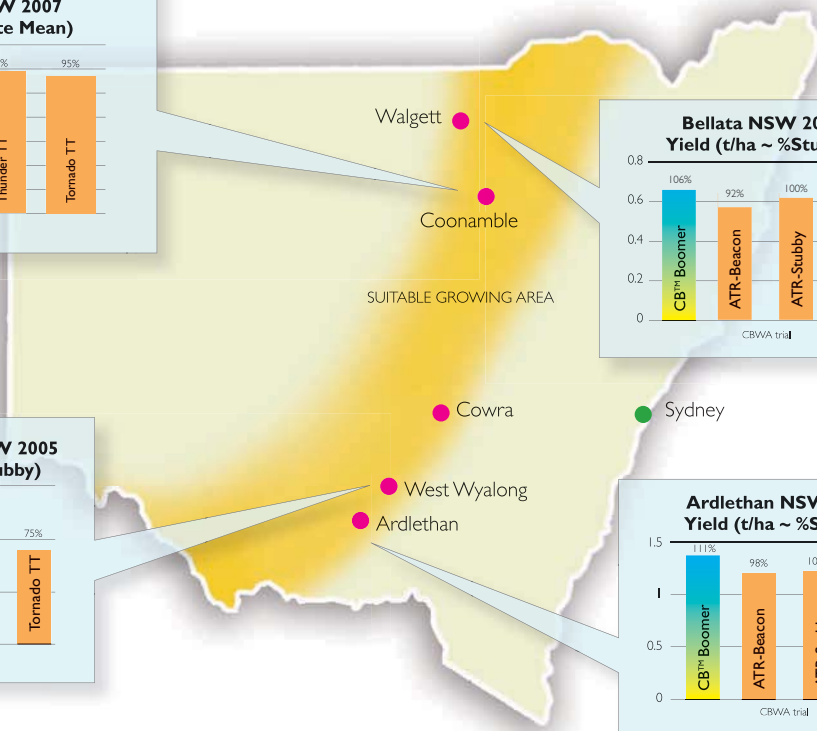 W 2007
te Mean)
%
95%
Thunder TT
Tornado TT
Walgett
Coonamble
SUITABLE GROWING AREA
Bellata NSW 20
Yield (t/ha ~ %Stu
0.8
0.6
0.4
0.2
0
106%
92%
100%
CB™ Boomer
ATR-Beacon
ATR-Stubby
CBWA trial
Cowra
Sydney
West Wyalong
Ardlethan
W 2005
ubby)
75%
Tornado TT
Ardlethan NSW
Yield (t/ha ~ %S
1.5
1
0.5
0
111%
98%
10
CB™ Boomer
ATR-Beacon
CBWA trial